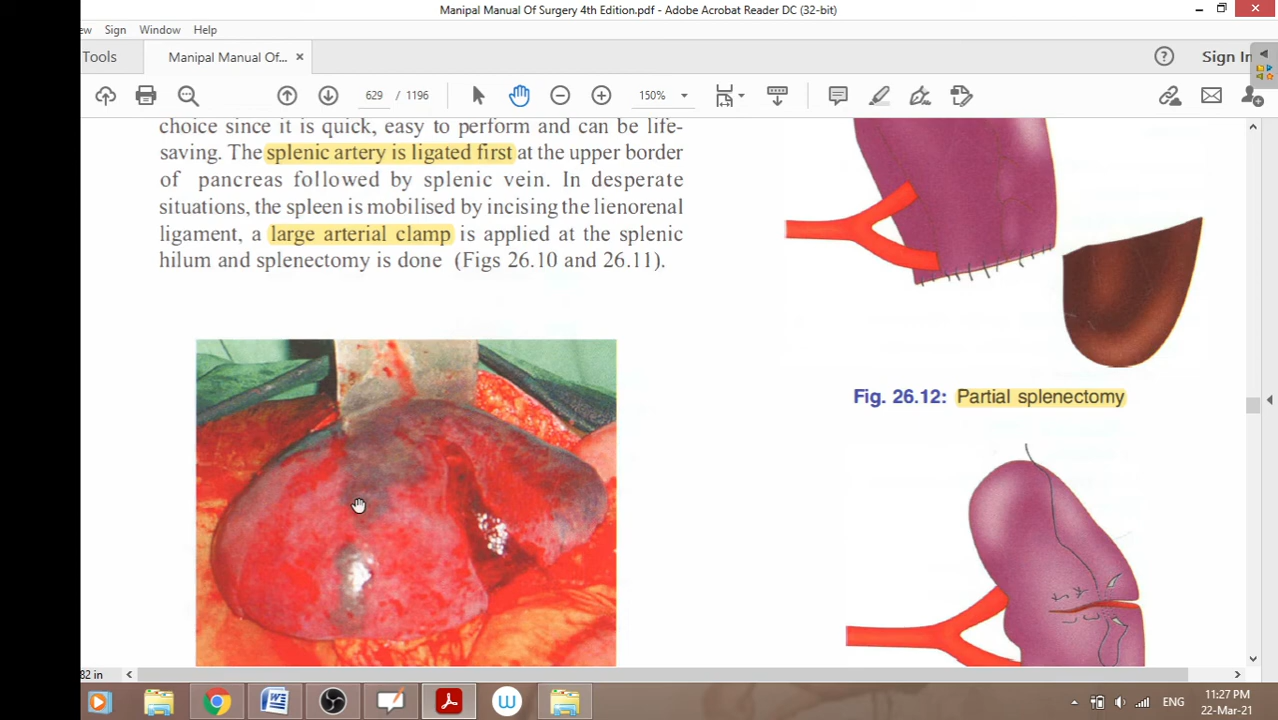 Manipal Manual Of Surgery 4th Edition.pdf - Adobe Acrobat Reader DC (32-bit)
ew Sign Window Help
Tools Manipal Manual Of... × Sign In
629 / 1196 150%
choice since it is quick, easy to perform and can be life-
saving. The splenic artery is ligated first at the upper border
of pancreas followed by splenic vein. In desperate
situations, the spleen is mobilised by incising the lienorenal
ligament, a large arterial clamp is applied at the splenic
hilum and splenectomy is done (Figs 26.10 and 26.11).
Fig. 26.12: Partial splenectomy
82 in
ENG
11:27 PM
22-Mar-21